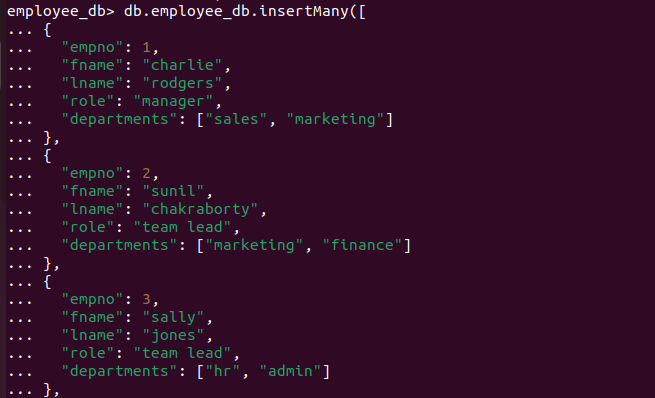 employee_db> db.employee_db.insertMany([
... {
...   "empno": 1,
...   "fname": "charlie",
...   "lname": "rodgers",
...   "role": "manager",
...   "departments": ["sales", "marketing"]
... },
... {
...   "empno": 2,
...   "fname": "sunil",
...   "lname": "chakraborty",
...   "role": "team lead",
...   "departments": ["marketing", "finance"]
... },
... {
...   "empno": 3,
...   "fname": "sally",
...   "lname": "jones",
...   "role": "team lead",
...   "departments": ["hr", "admin"]
... },